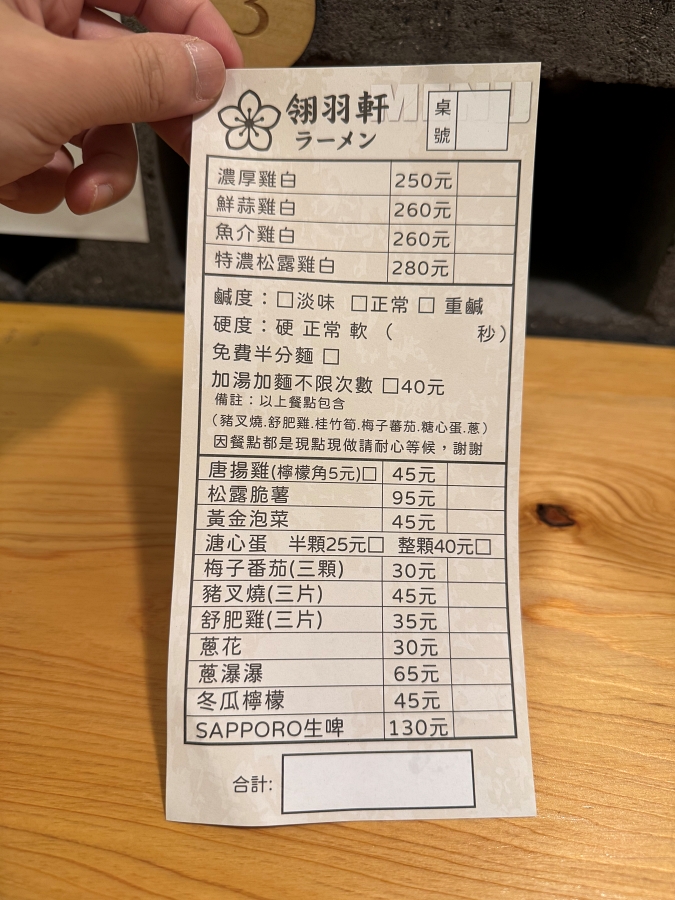 3
MENU
翎羽軒
ラーメン
桌號
濃厚雞白 250元
鮮蒜雞白 260元
魚介雞白 260元
特濃松露雞白 280元
鹹度：□淡味 □正常 □ 重鹹
硬度：硬 正常 軟 （ 秒）
免費半分麵 □
加湯加麵不限次數 □40元
備註：以上餐點包含
（豬叉燒.舒肥雞.桂竹筍.梅子蕃茄.糖心蛋.蔥）
因餐點都是現點現做請耐心等候，謝謝
唐揚雞(檸檬角5元)□ 45元
松露脆薯 95元
黃金泡菜 45元
溏心蛋 半顆25元□ 整顆40元□
梅子番茄(三顆) 30元
豬叉燒(三片) 45元
舒肥雞(三片) 35元
蔥花 30元
蔥瀑瀑 65元
冬瓜檸檬 45元
SAPPORO生啤 130元
合計: